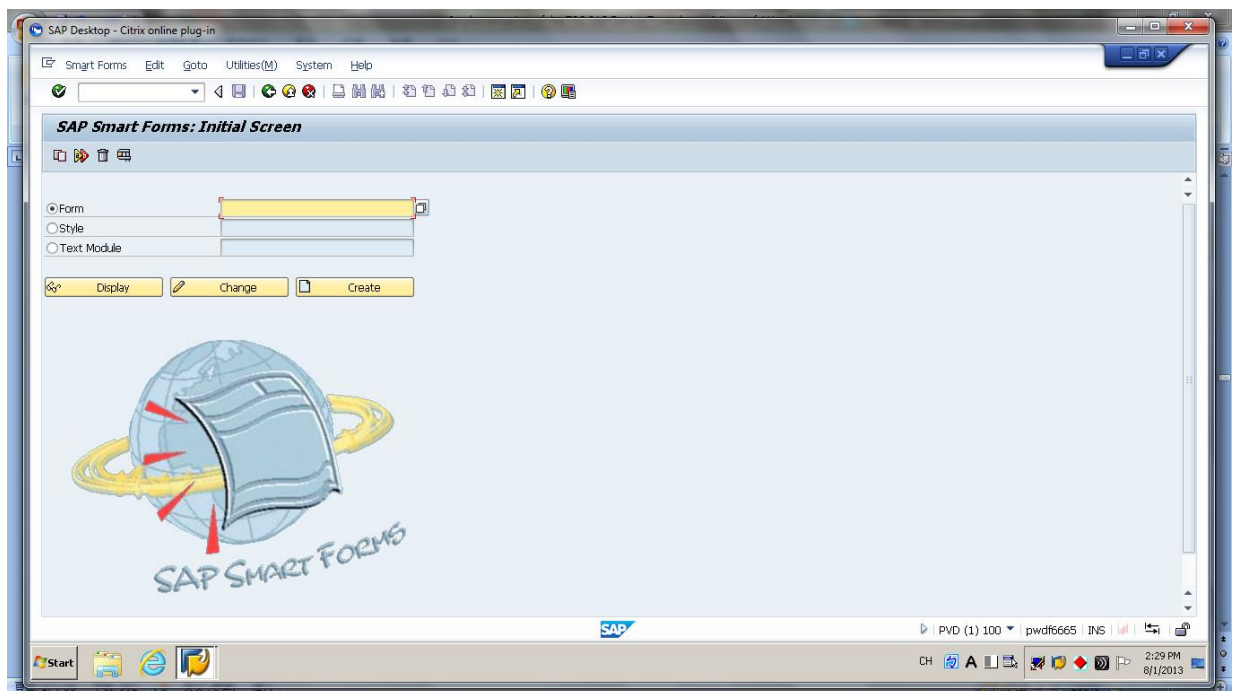 SAP Desktop - Citrix online plug-in
Smart Forms Edit Goto Utilities(M) System Help
SAP Smart Forms: Initial Screen
Form
Style
Text Module
Display Change Create
SAP SMART FORMS
SAP
PVD (1) 100 pwdf6665 INS
Start CH A 2:29 PM
8/1/2013